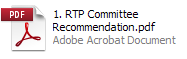 PDF
1. RTP Committee
Recommendation.pdf
Adobe Acrobat Document